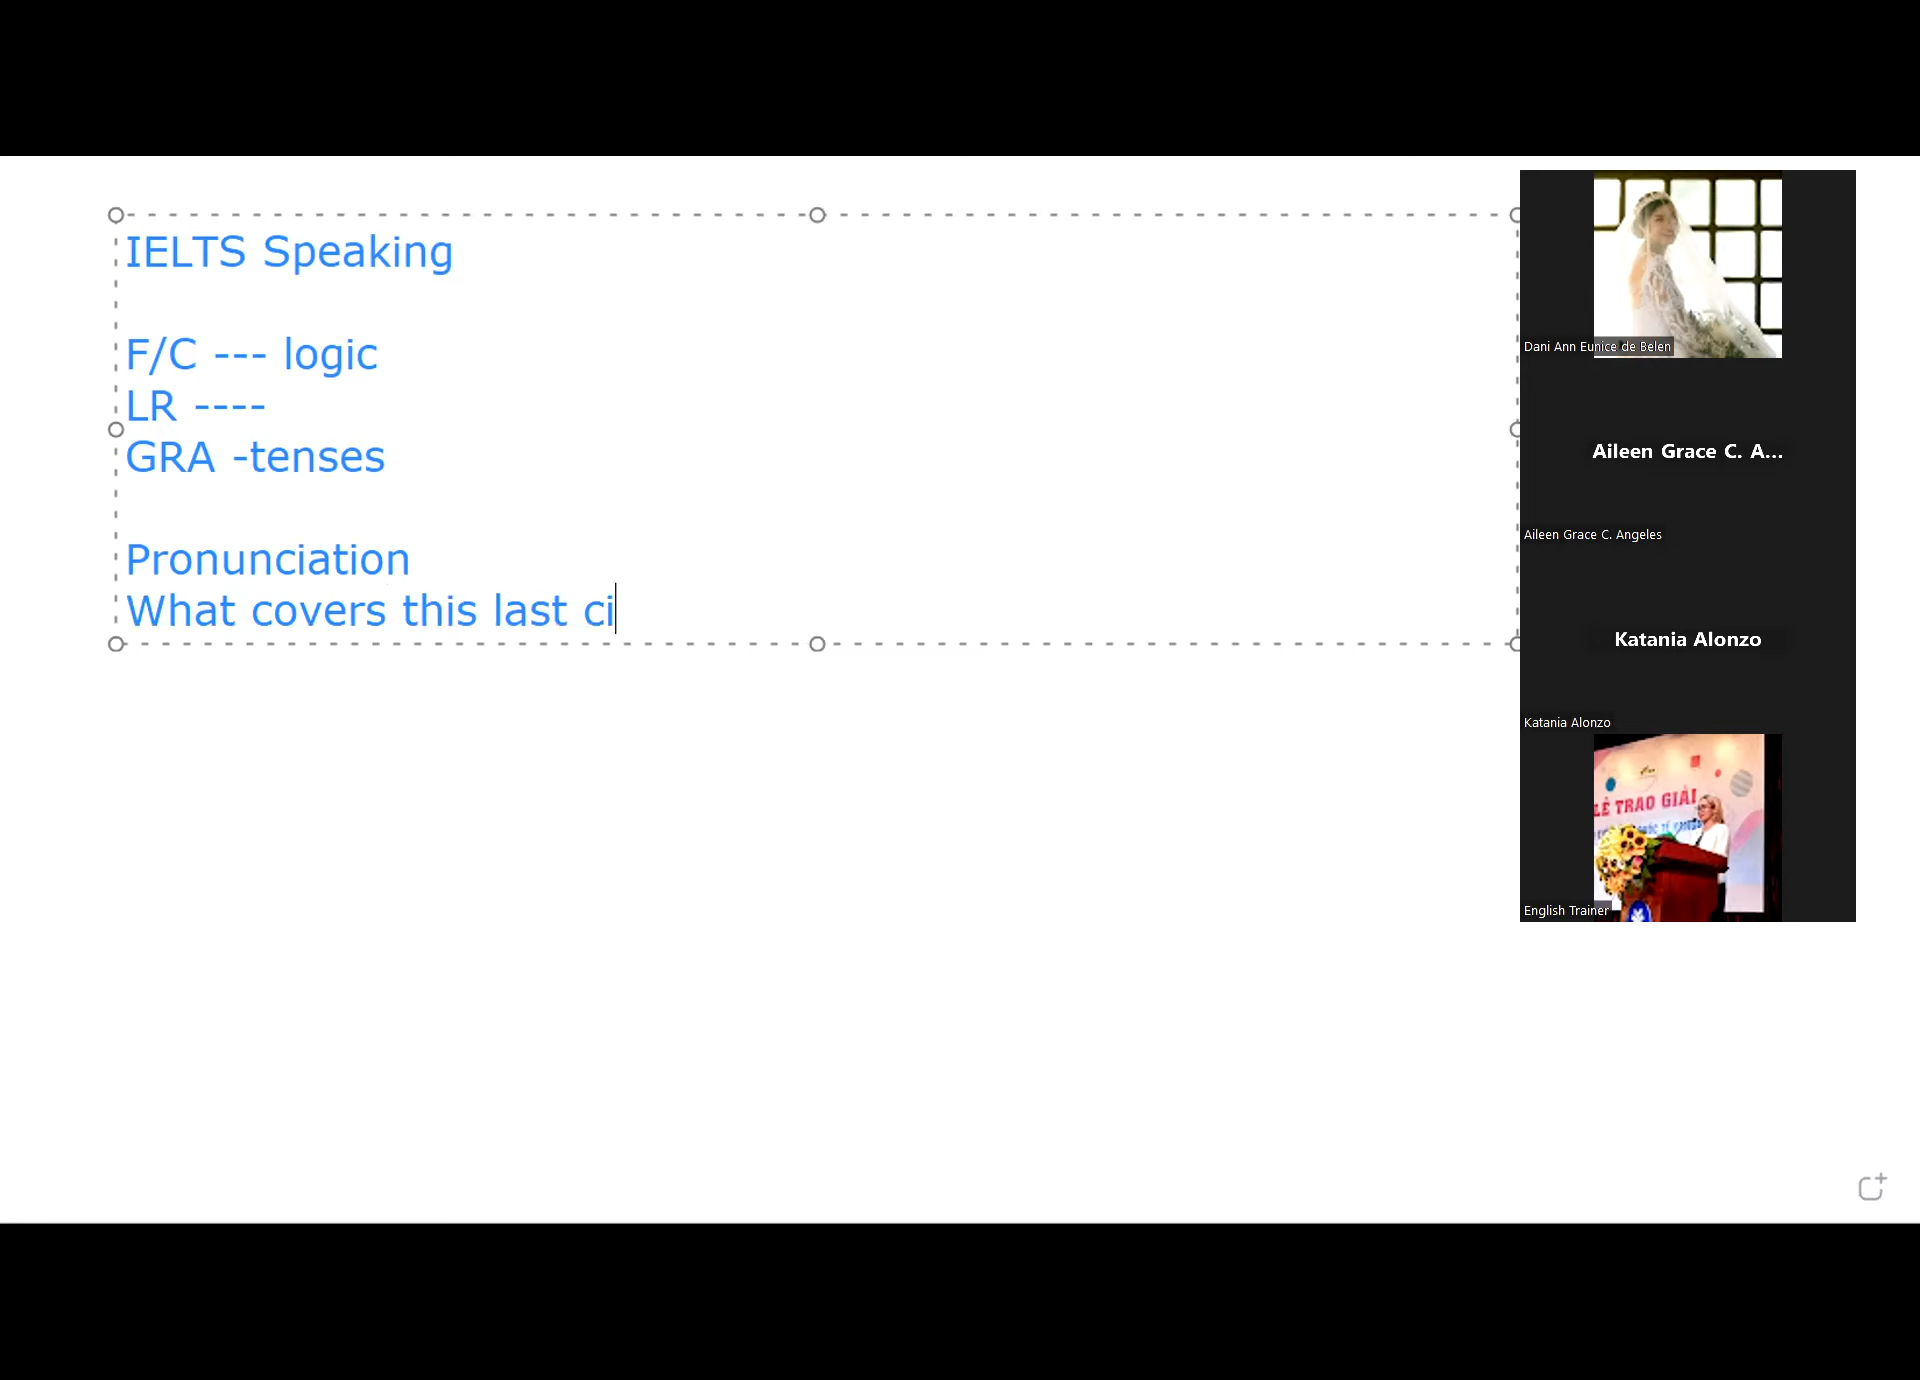 IELTS Speaking
F/C --- logic
LR ----
GRA -tenses
Pronunciation
What covers this last ci
Dani Ann Eunice de Belen
Aileen Grace C. A...
Aileen Grace C. Angeles
Katania Alonzo
Katania Alonzo
LỄ TRAO GIẢI
English Trainer